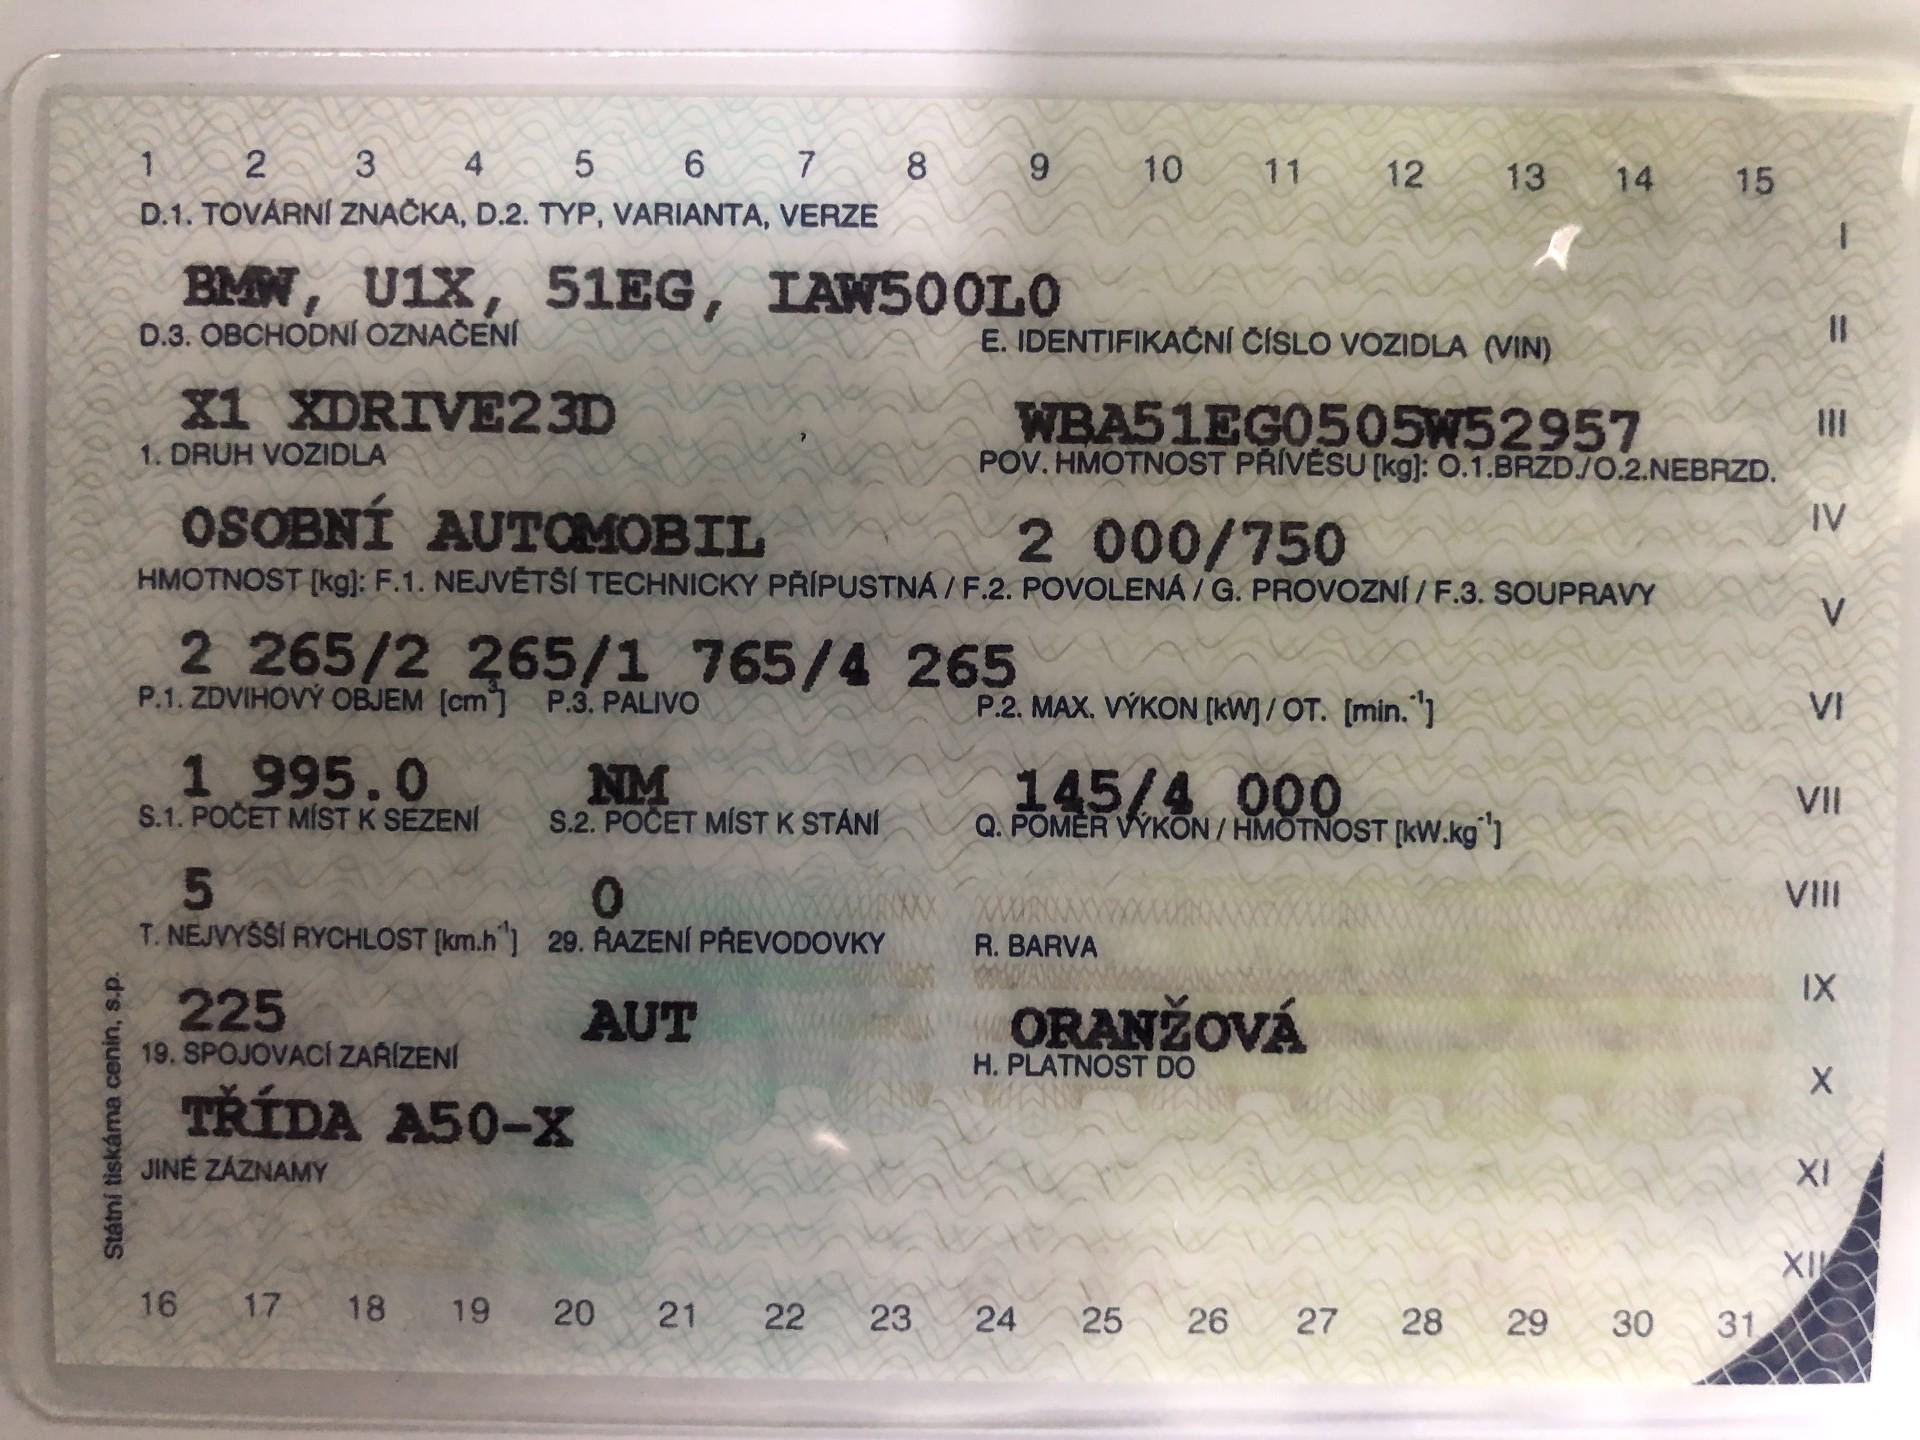 1 2 3 4 5 6 7 8 9 10 11 12 13 14 15
D.1. TOVÁRNÍ ZNAČKA, D.2. TYP, VARIANTA, VERZE
I
BMW, U1X, 51EG, IAW500L0
D.3. OBCHODNÍ OZNAČENÍ E. IDENTIFIKAČNÍ ČÍSLO VOZIDLA (VIN)
II
X1 XDRIVE23D WBA51EG0505W52957
III
1. DRUH VOZIDLA POV. HMOTNOST PŘÍVĚSU [kg]: O.1.BRZD./O.2.NEBRZD.
OSOBNÍ AUTOMOBIL 2 000/750
IV
HMOTNOST [kg]: F.1. NEJVĚTŠÍ TECHNICKY PŘÍPUSTNÁ / F.2. POVOLENÁ / G. PROVOZNÍ / F.3. SOUPRAVY
V
2 265/2 265/1 765/4 265
P.1. ZDVIHOVÝ OBJEM [cm³] P.3. PALIVO P.2. MAX. VÝKON [kW] / OT. [min.⁻¹]
VI
1 995.0 NM 145/4 000
VII
S.1. POČET MÍST K SEZENÍ S.2. POČET MÍST K STÁNÍ Q. POMĚR VÝKON / HMOTNOST [kW.kg⁻¹]
5 0
VIII
T. NEJVYŠŠÍ RYCHLOST [km.h⁻¹] 29. ŘAZENÍ PŘEVODOVKY R. BARVA
IX
225 AUT ORANŽOVÁ
19. SPOJOVACÍ ZAŘÍZENÍ H. PLATNOST DO
X
TŘÍDA A50-X
JINÉ ZÁZNAMY
XI
XII
16 17 18 19 20 21 22 23 24 25 26 27 28 29 30 31
Státní tiskárna cenin, s.p.